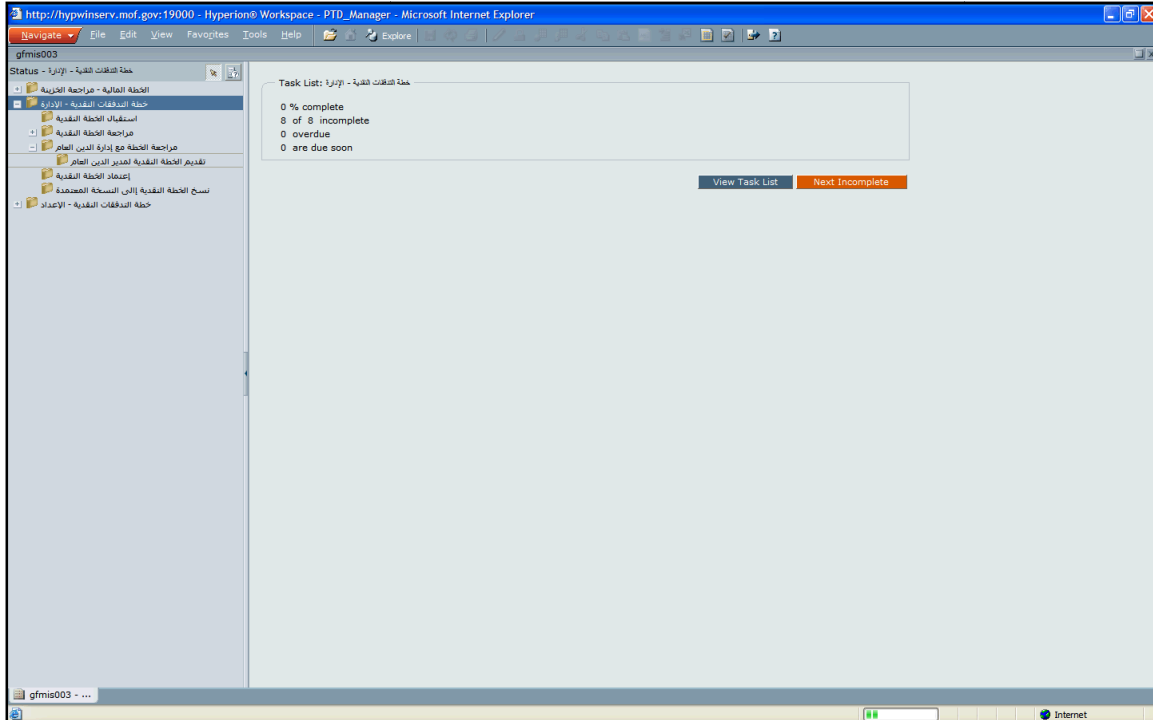 http://hypwinserv.mof.gov:19000 - Hyperion® Workspace - PTD_Manager - Microsoft Internet Explorer
Navigate File Edit View Favorites Tools Help Explore
gfmis003
Status - خطة التدفقات النقدية - الإدارة
الخطة المالية - مراجعة الخزينة
خطة التدفقات النقدية - الإدارة
استقبال الخطة النقدية
مراجعة الخطة النقدية
مراجعة الخطة مع إدارة الدين العام
تقديم الخطة النقدية لمدير الدين العام
إعتماد الخطة النقدية
نسخ الخطة النقدية إالى النسخة المعتمدة
خطة التدفقات النقدية - الإعداد
Task List: خطة التدفقات النقدية - الإدارة
0 % complete
8 of 8 incomplete
0 overdue
0 are due soon
View Task List Next Incomplete
gfmis003 - ...
Internet